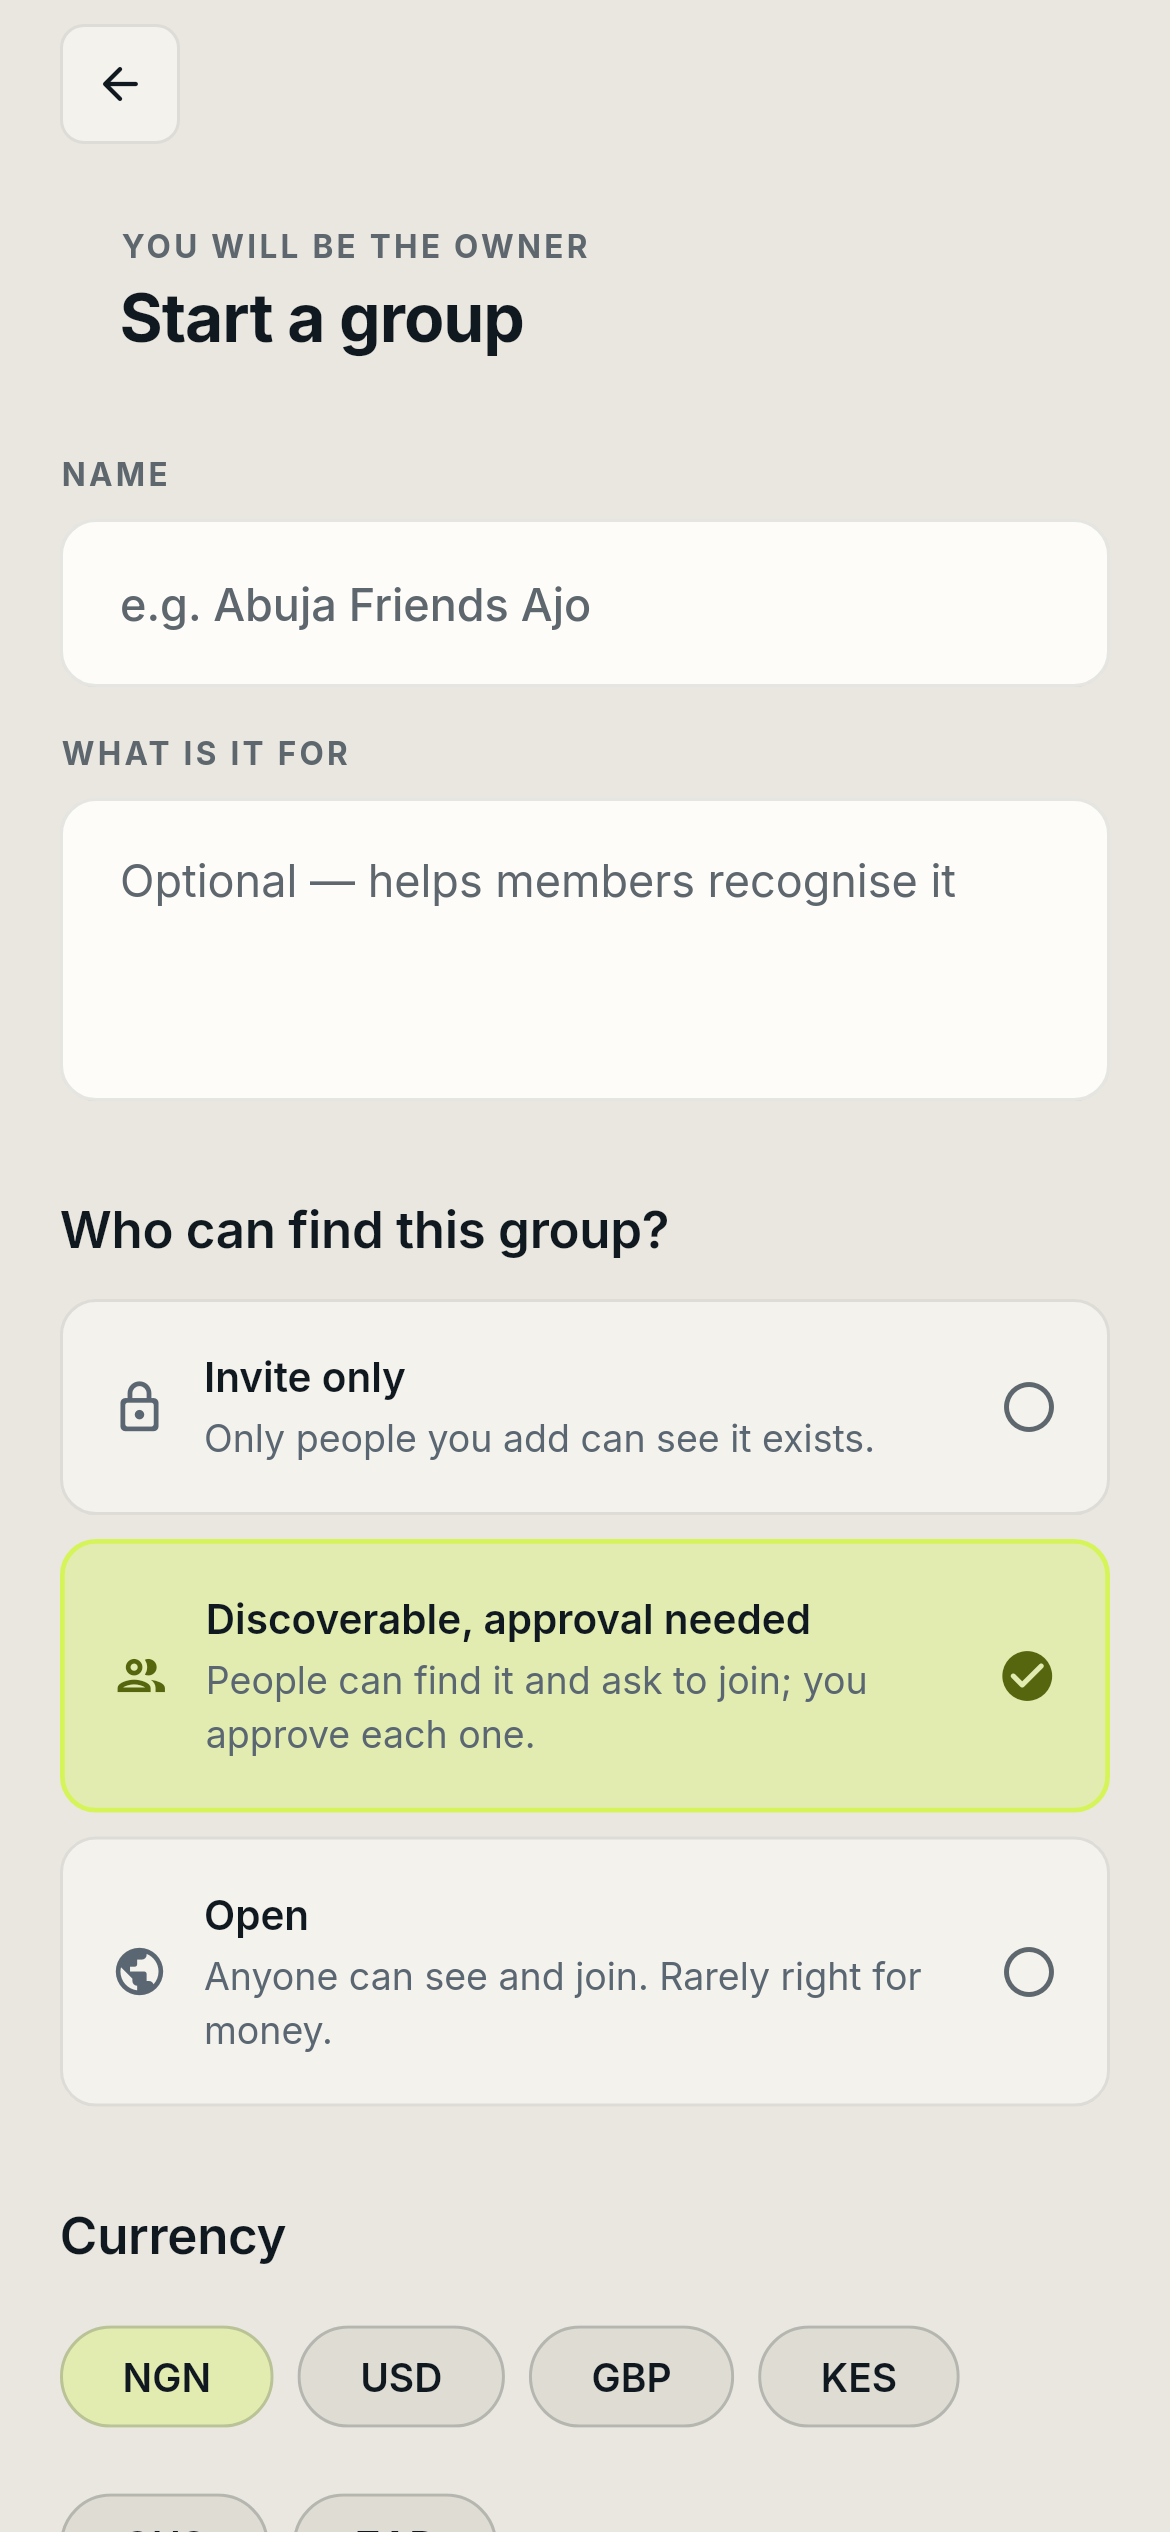 YOU WILL BE THE OWNER
Start a group
NAME
e.g. Abuja Friends Ajo
WHAT IS IT FOR
Optional — helps members recognise it
Who can find this group?
Invite only
Only people you add can see it exists.
Discoverable, approval needed
People can find it and ask to join; you
approve each one.
Open
Anyone can see and join. Rarely right for
money.
Currency
NGN USD GBP KES